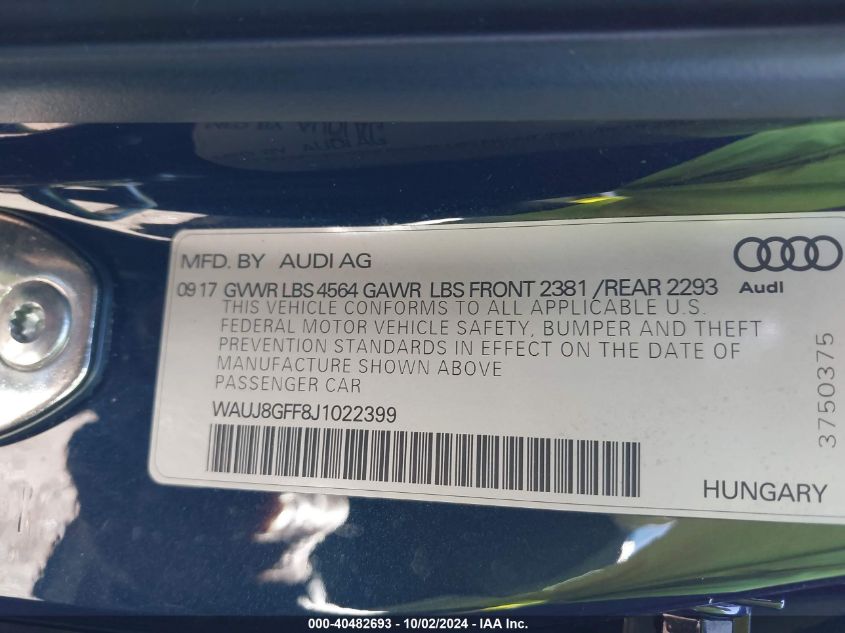 MFD. BY AUDI AG
09 17 GVWR LBS 4564 GAWR LBS FRONT 2381 /REAR 2293
THIS VEHICLE CONFORMS TO ALL APPLICABLE U.S.
FEDERAL MOTOR VEHICLE SAFETY, BUMPER AND THEFT
PREVENTION STANDARDS IN EFFECT ON THE DATE OF
MANUFACTURE SHOWN ABOVE
PASSENGER CAR
WAUJ8GFF8J1022399
Audi
3750375
HUNGARY
000-40482693 - 10/02/2024 - IAA Inc.